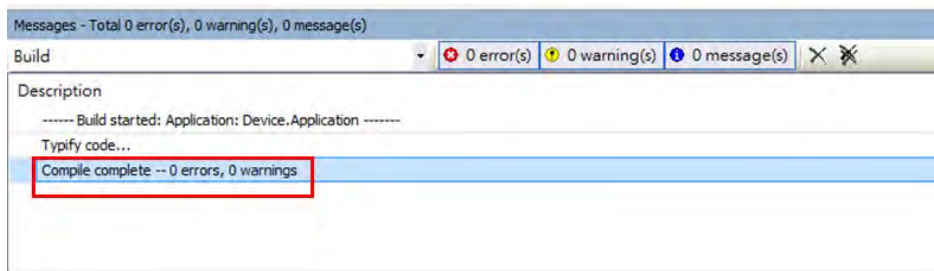 Messages - Total 0 error(s), 0 warning(s), 0 message(s)
Build 0 error(s) 0 warning(s) 0 message(s)
Description
------ Build started: Application: Device.Application -------
Typify code...
Compile complete -- 0 errors, 0 warnings